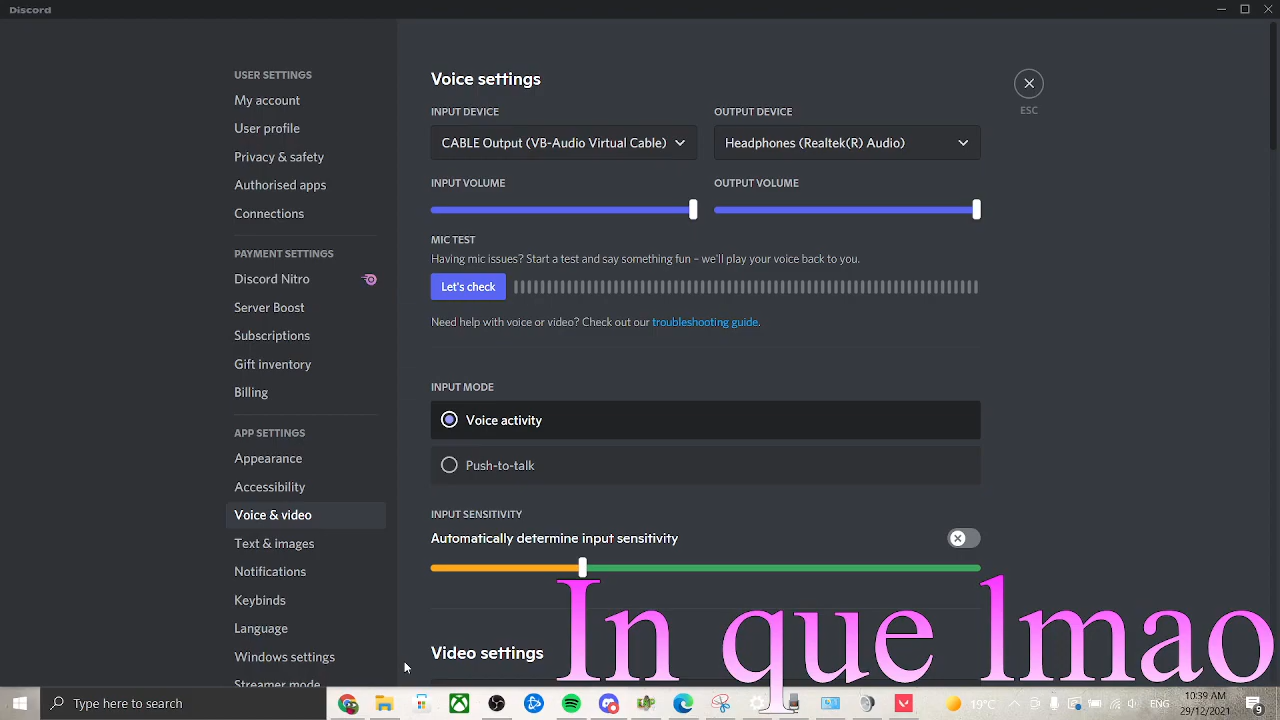 Discord
USER SETTINGS
My account
User profile
Privacy & safety
Authorised apps
Connections
PAYMENT SETTINGS
Discord Nitro
Server Boost
Subscriptions
Gift inventory
Billing
APP SETTINGS
Appearance
Accessibility
Voice & video
Text & images
Notifications
Keybinds
Language
Windows settings
Streamer mode
Voice settings
ESC
INPUT DEVICE
OUTPUT DEVICE
CABLE Output (VB-Audio Virtual Cable)
Headphones (Realtek(R) Audio)
INPUT VOLUME
OUTPUT VOLUME
MIC TEST
Having mic issues? Start a test and say something fun – we'll play your voice back to you.
Let's check
Need help with voice or video? Check out our troubleshooting guide.
INPUT MODE
Voice activity
Push-to-talk
INPUT SENSITIVITY
Automatically determine input sensitivity
Video settings
In que lmao
Type here to search
19°C
ENG
10:39 AM
29/12/2021
9